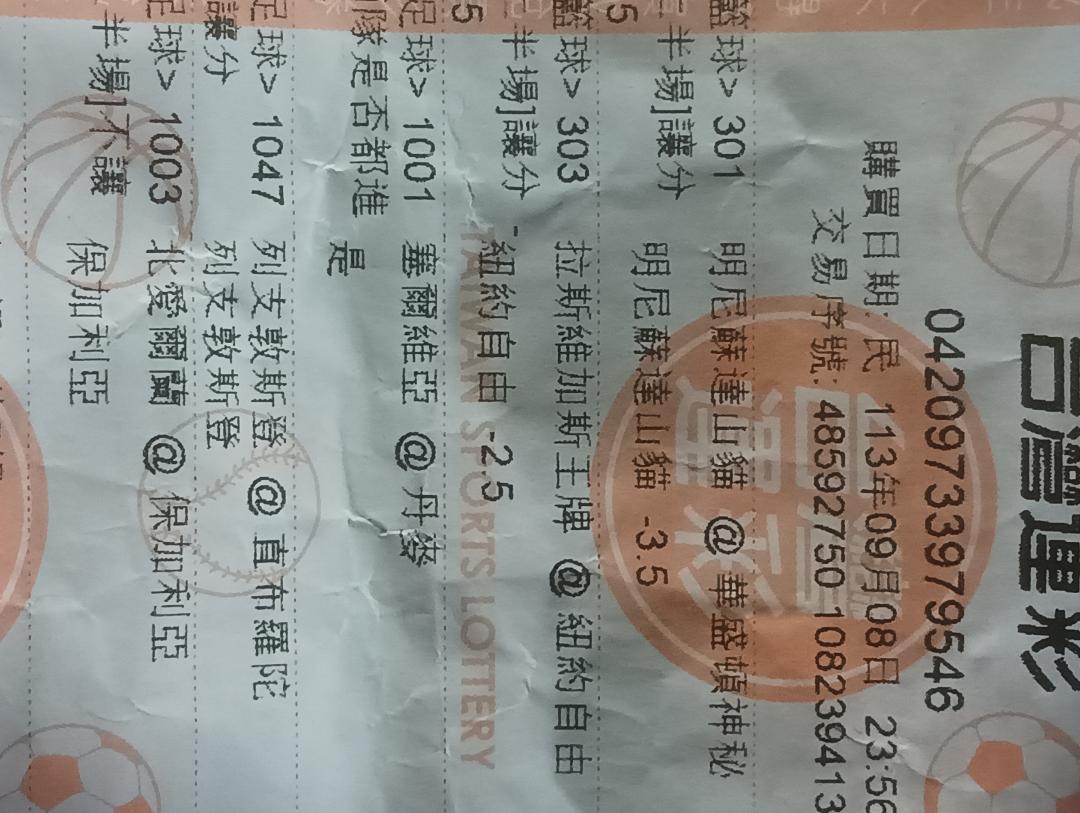 台灣運彩
04209733979546
購買日期:民 113年09月08日 23:56
交易序號:485927501082394​13
籃球> 301 明尼蘇達山貓 @ 華盛頓神秘
半場]讓分 明尼蘇達山貓 -3.5
5
籃球> 303 拉斯維加斯王牌 @ 紐約自由
半場]讓分 紐約自由 -2.5
5
TAIWAN SPORTS LOTTERY
足球> 1001 塞爾維亞 @ 丹麥
隊是否都進 是
足球> 1047 列支敦斯登 @ 直布羅陀
讓分 列支敦斯登
足球> 1003 北愛爾蘭 @ 保加利亞
半場]不讓 保加利亞